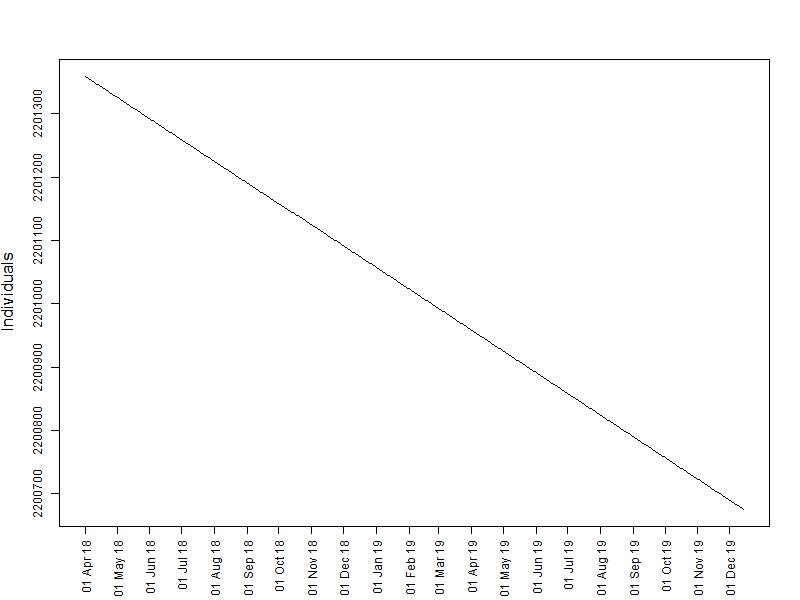 Individuals
2201300
2201200
2201100
2201000
2200900
2200800
2200700
01 Apr 18
01 May 18
01 Jun 18
01 Jul 18
01 Aug 18
01 Sep 18
01 Oct 18
01 Nov 18
01 Dec 18
01 Jan 19
01 Feb 19
01 Mar 19
01 Apr 19
01 May 19
01 Jun 19
01 Jul 19
01 Aug 19
01 Sep 19
01 Oct 19
01 Nov 19
01 Dec 19